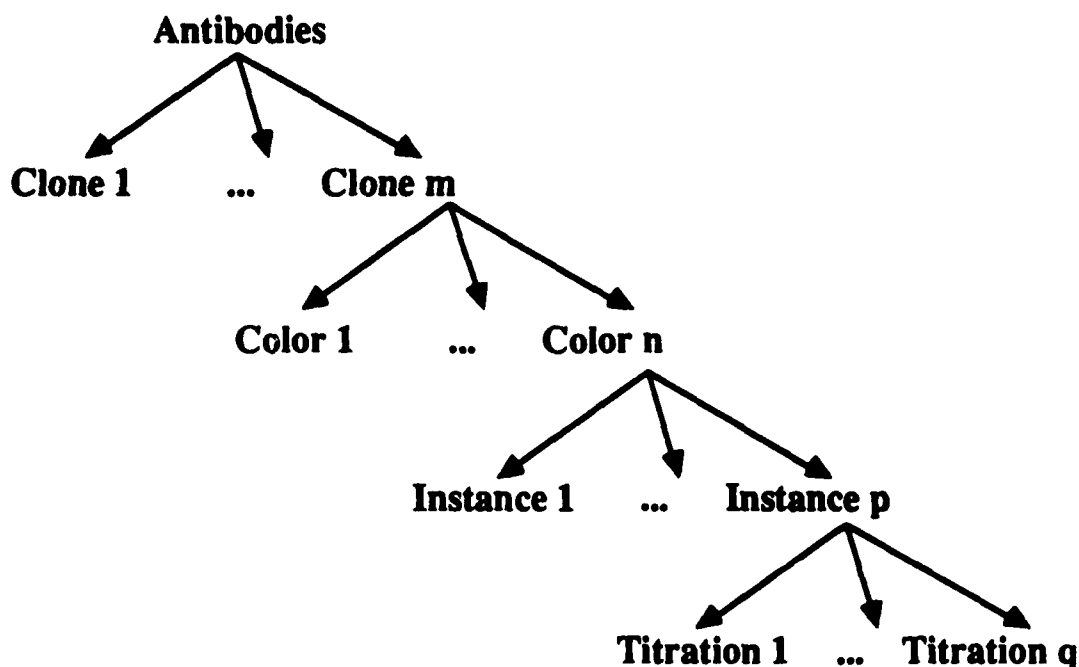 Antibodies
Clone 1 ... Clone m
Color 1 ... Color n
Instance 1 ... Instance p
Titration 1 ... Titration q